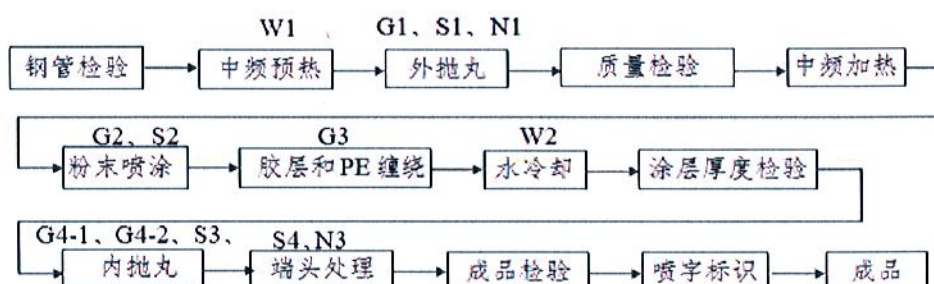 W1、 G1、S1、N1
钢管检验 中频预热 外抛丸 质量检验 中频加热
G2、S2 G3 W2
粉末喷涂 胶层和PE缠绕 水冷却 涂层厚度检验
G4-1、G4-2、S3、 S4、N3
内抛丸 端头处理 成品检验 喷字标识 成品